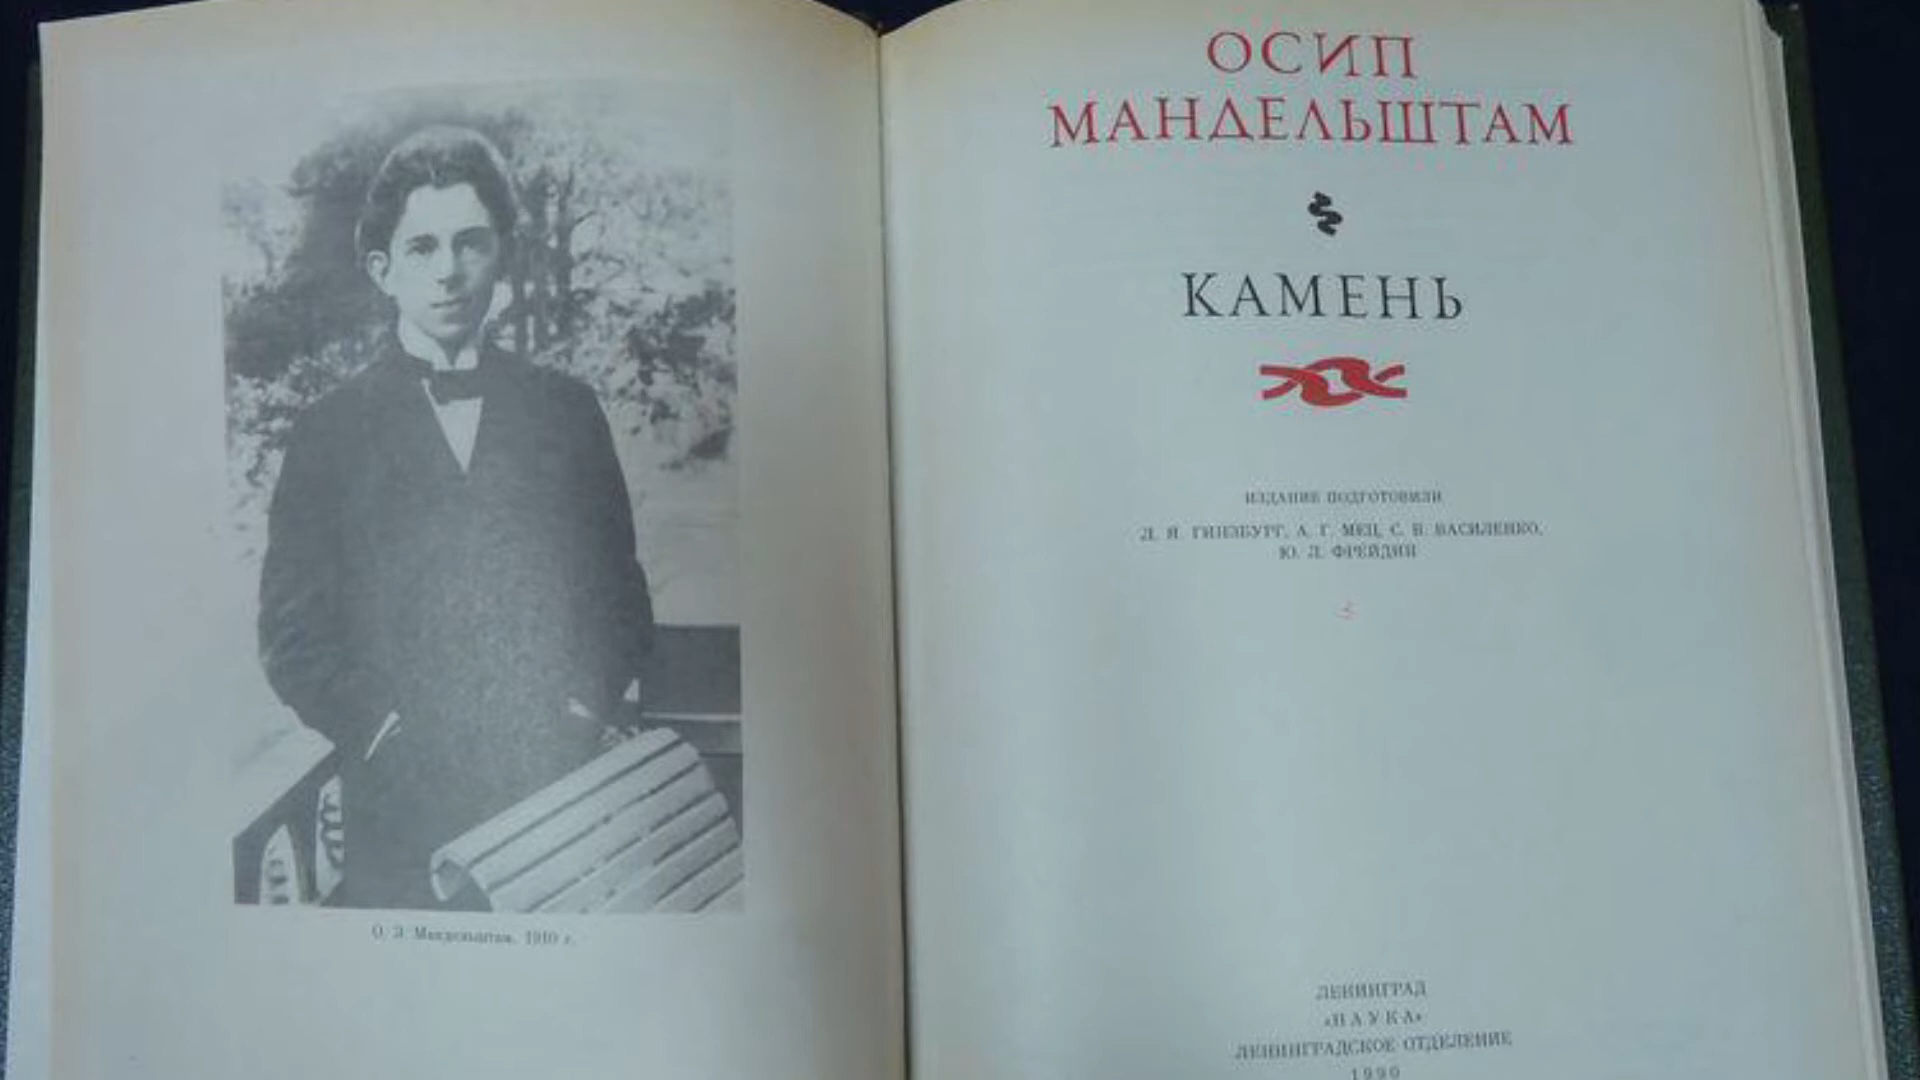 О. Э. Мандельштам. 1910 г.
ОСИП
МАНДЕЛЬШТАМ
КАМЕНЬ
ИЗДАНИЕ ПОДГОТОВИЛИ
Л. Я. ГИНЗБУРГ, А. Г. МЕЦ, С. В. ВАСИЛЕНКО,
Ю. Л. ФРЕЙДИН
ЛЕНИНГРАД
«НАУКА»
ЛЕНИНГРАДСКОЕ ОТДЕЛЕНИЕ
1990